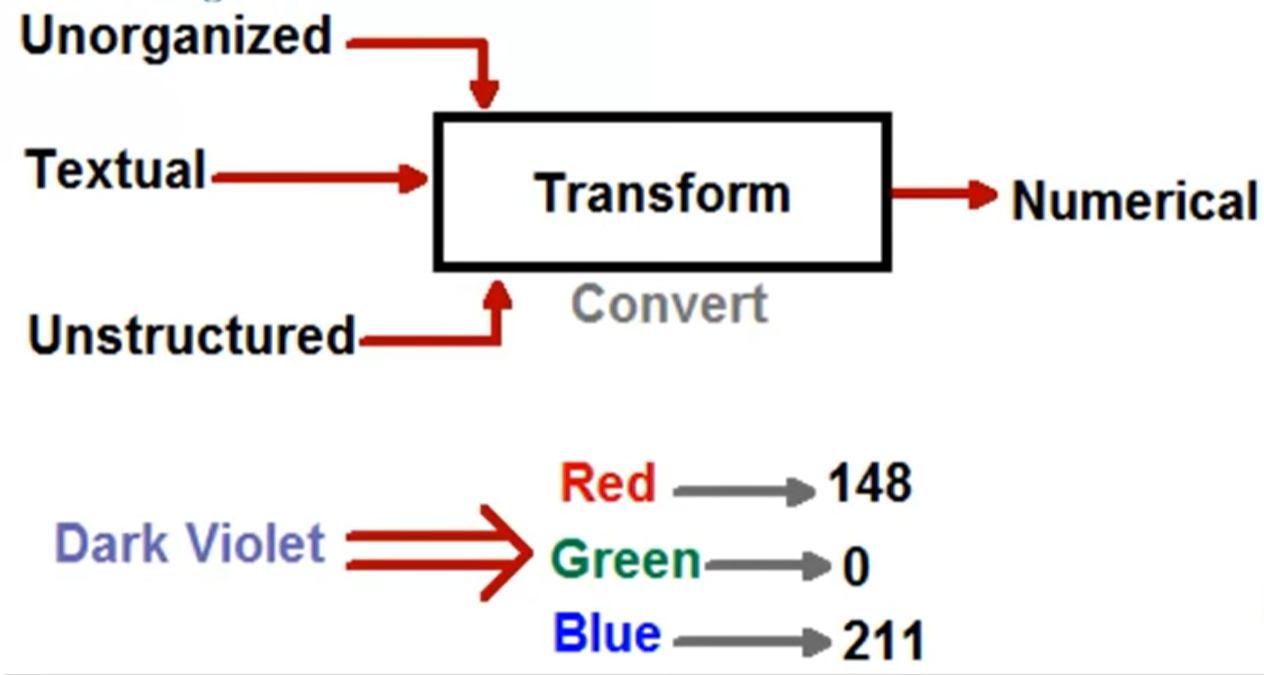 Unorganized
Textual
Transform
Numerical
Convert
Unstructured
Red 148
Dark Violet
Green 0
Blue 211